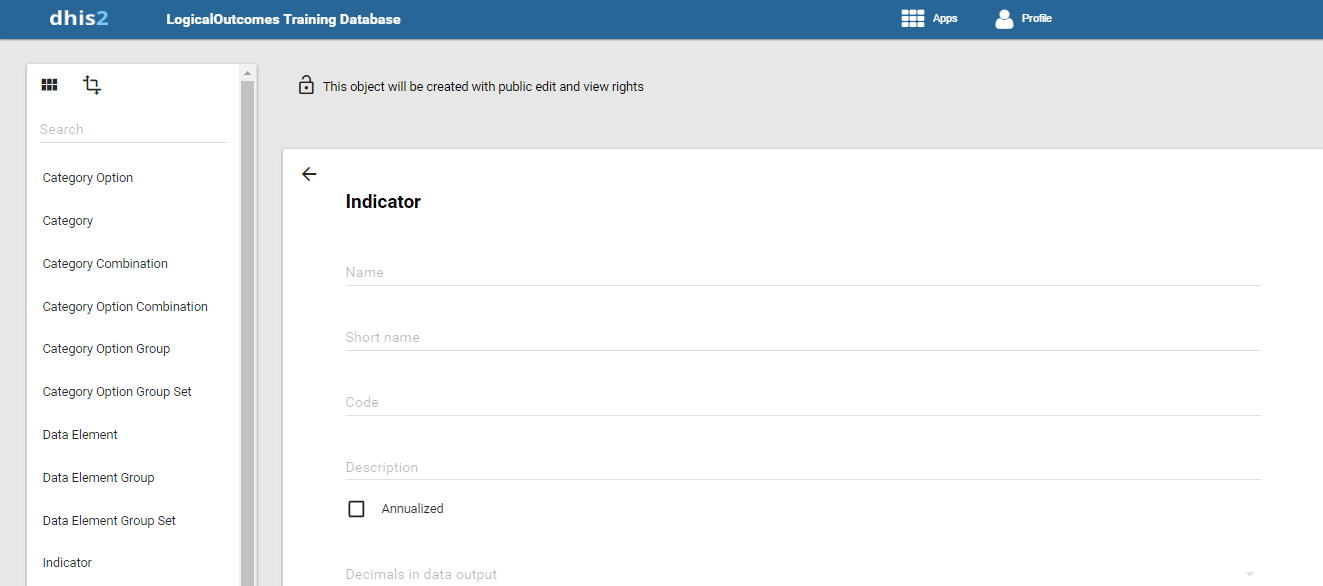 dhis2
LogicalOutcomes Training Database
Apps
Profile
Search
Category Option
Category
Category Combination
Category Option Combination
Category Option Group
Category Option Group Set
Data Element
Data Element Group
Data Element Group Set
Indicator
This object will be created with public edit and view rights
Indicator
Name
Short name
Code
Description
Annualized
Decimals in data output